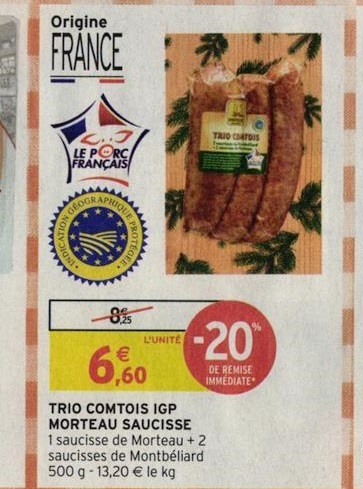 Origine
FRANCE
LE PORC
FRANÇAIS
INDICATION GÉOGRAPHIQUE PROTÉGÉE
TRIO COMTOIS
8,25
L'UNITÉ
6€,60
-20%
DE REMISE
IMMÉDIATE*
TRIO COMTOIS IGP
MORTEAU SAUCISSE
1 saucisse de Morteau + 2
saucisses de Montbéliard
500 g - 13,20 € le kg